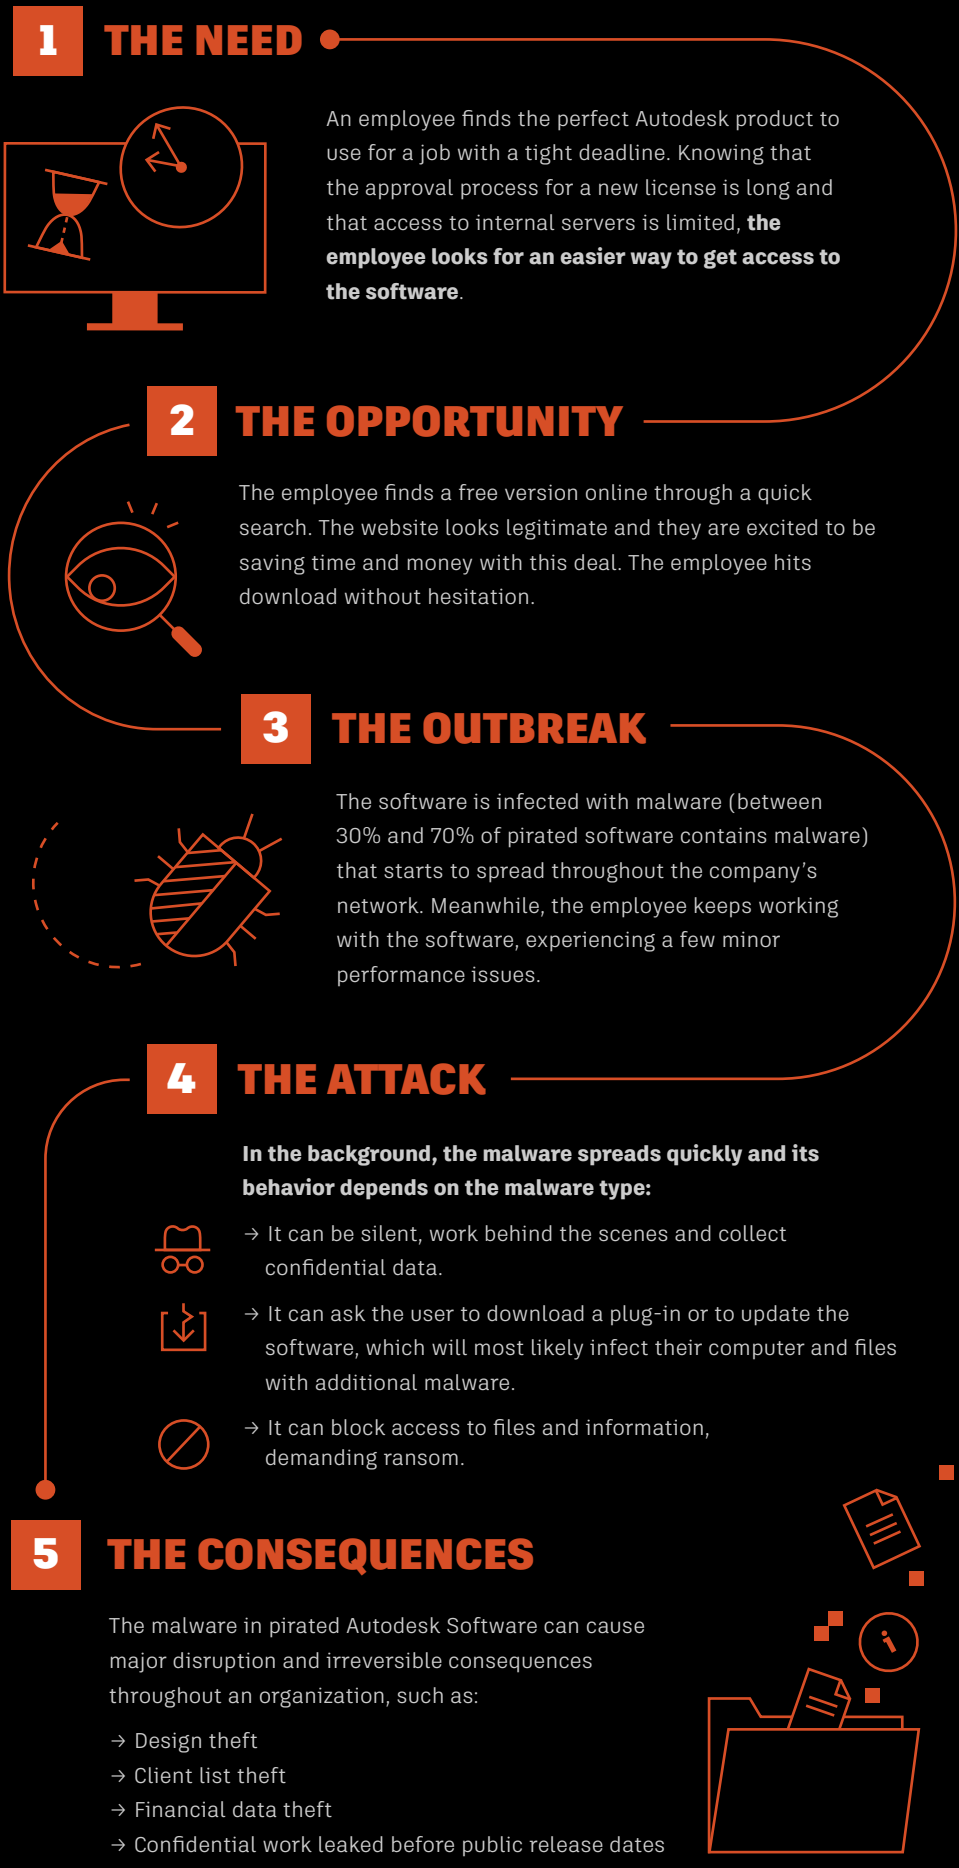 1 THE NEED
An employee finds the perfect Autodesk product to
use for a job with a tight deadline. Knowing that
the approval process for a new license is long and
that access to internal servers is limited, the
employee looks for an easier way to get access to
the software.
2 THE OPPORTUNITY
The employee finds a free version online through a quick
search. The website looks legitimate and they are excited to be
saving time and money with this deal. The employee hits
download without hesitation.
3 THE OUTBREAK
The software is infected with malware (between
30% and 70% of pirated software contains malware)
that starts to spread throughout the company's
network. Meanwhile, the employee keeps working
with the software, experiencing a few minor
performance issues.
4 THE ATTACK
In the background, the malware spreads quickly and its
behavior depends on the malware type:
→ It can be silent, work behind the scenes and collect
confidential data.
→ It can ask the user to download a plug-in or to update the
software, which will most likely infect their computer and files
with additional malware.
→ It can block access to files and information,
demanding ransom.
5 THE CONSEQUENCES
The malware in pirated Autodesk Software can cause
major disruption and irreversible consequences
throughout an organization, such as:
→ Design theft
→ Client list theft
→ Financial data theft
→ Confidential work leaked before public release dates